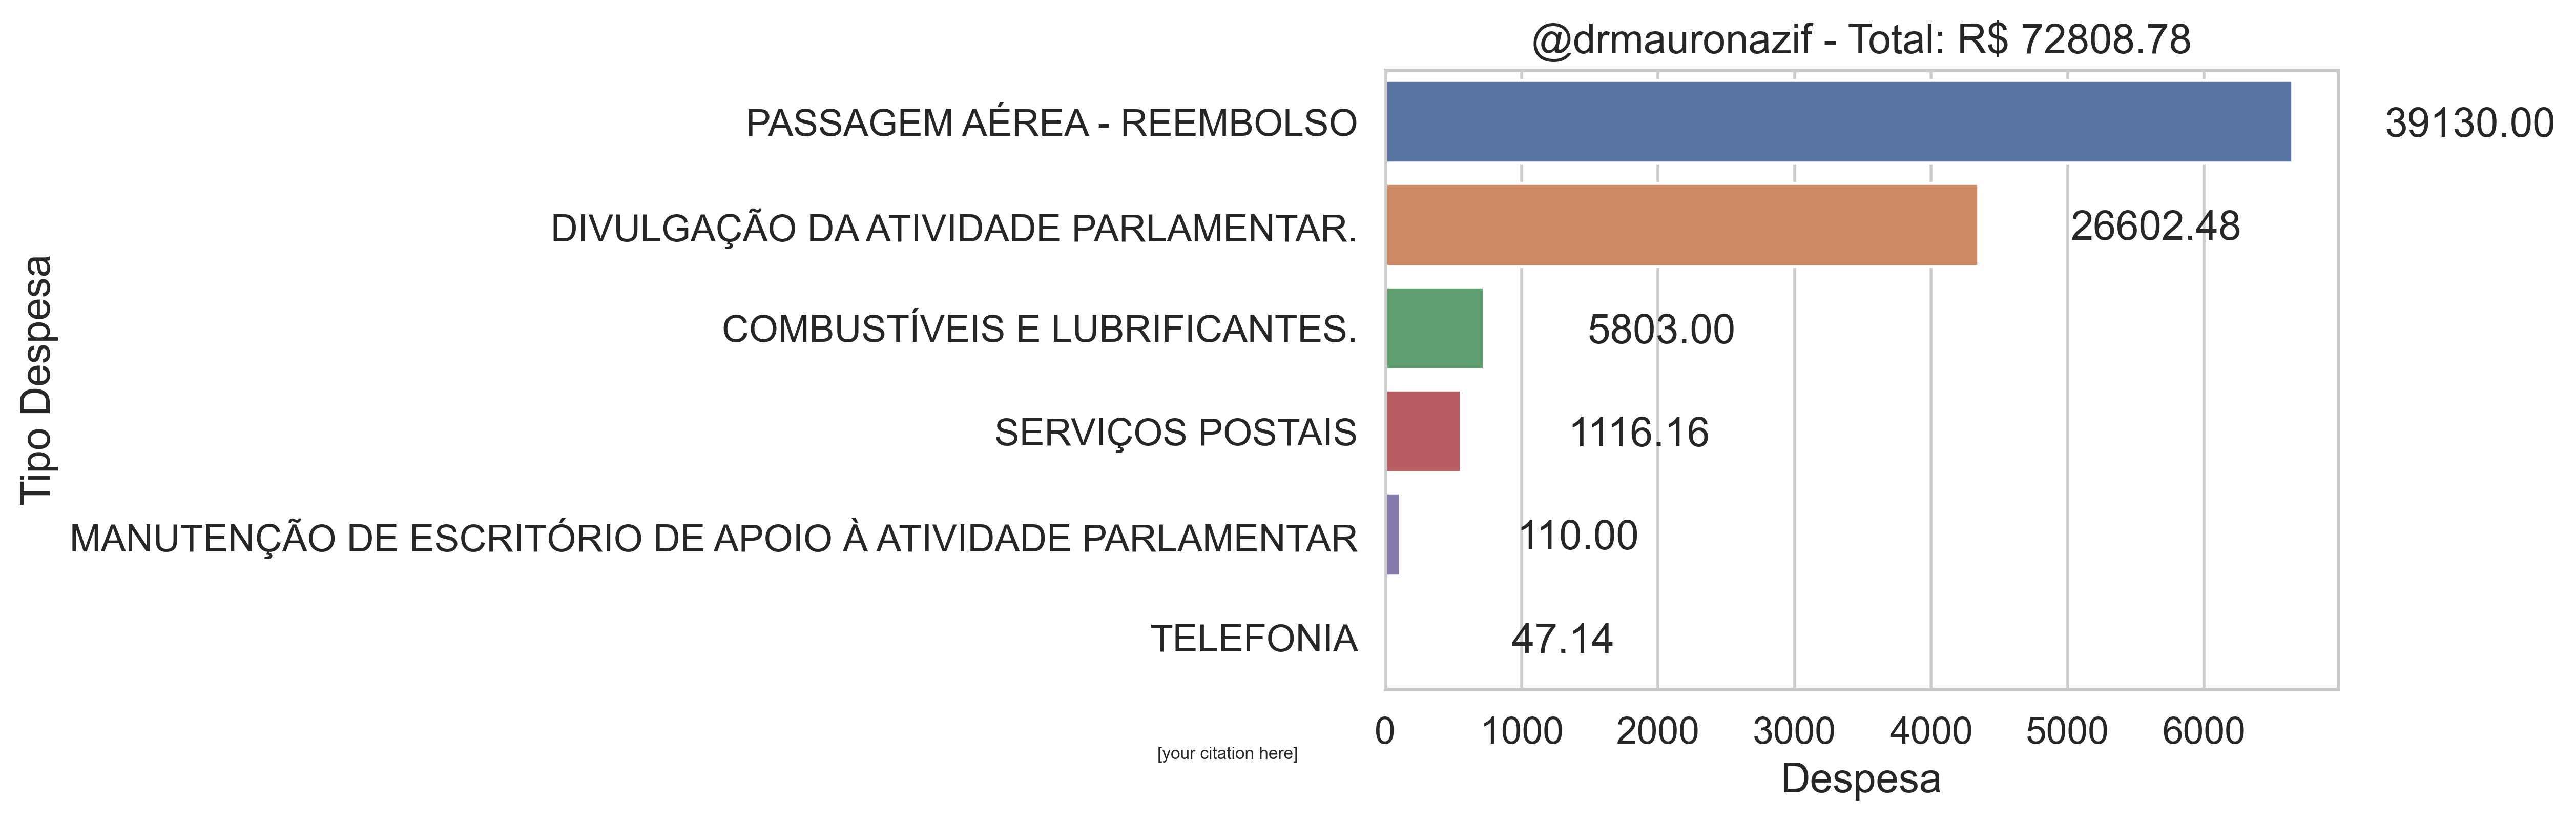 @drmauronazif - Total: R$ 72808.78
Tipo Despesa
PASSAGEM AÉREA - REEMBOLSO 39130.00
DIVULGAÇÃO DA ATIVIDADE PARLAMENTAR. 26602.48
COMBUSTÍVEIS E LUBRIFICANTES. 5803.00
SERVIÇOS POSTAIS 1116.16
MANUTENÇÃO DE ESCRITÓRIO DE APOIO À ATIVIDADE PARLAMENTAR 110.00
TELEFONIA 47.14
0 1000 2000 3000 4000 5000 6000
[your citation here]
Despesa